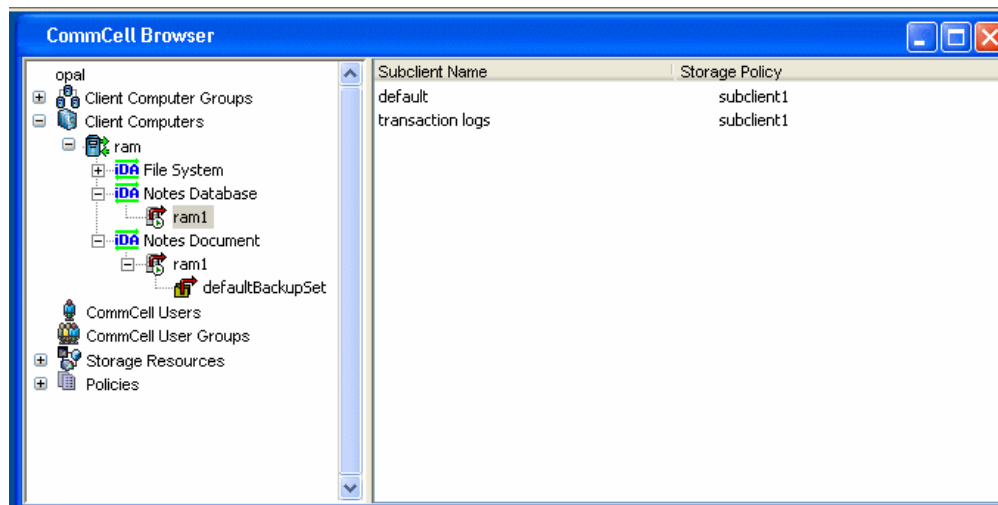 CommCell Browser
opal
Client Computer Groups
Client Computers
ram
iDA File System
iDA Notes Database
ram1
iDA Notes Document
ram1
defaultBackupSet
CommCell Users
CommCell User Groups
Storage Resources
Policies
Subclient Name Storage Policy
default subclient1
transaction logs subclient1